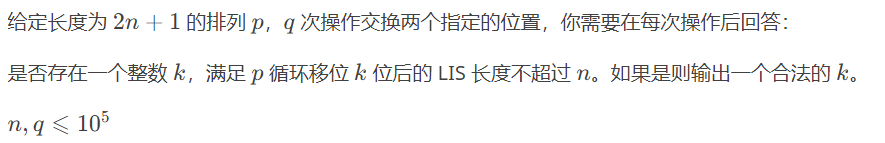 给定长度为 2n + 1 的排列 p，q 次操作交换两个指定的位置，你需要在每次操作后回答：
是否存在一个整数 k，满足 p 循环移位 k 位后的 LIS 长度不超过 n。如果是则输出一个合法的 k。
n, q ⩽ 10⁵